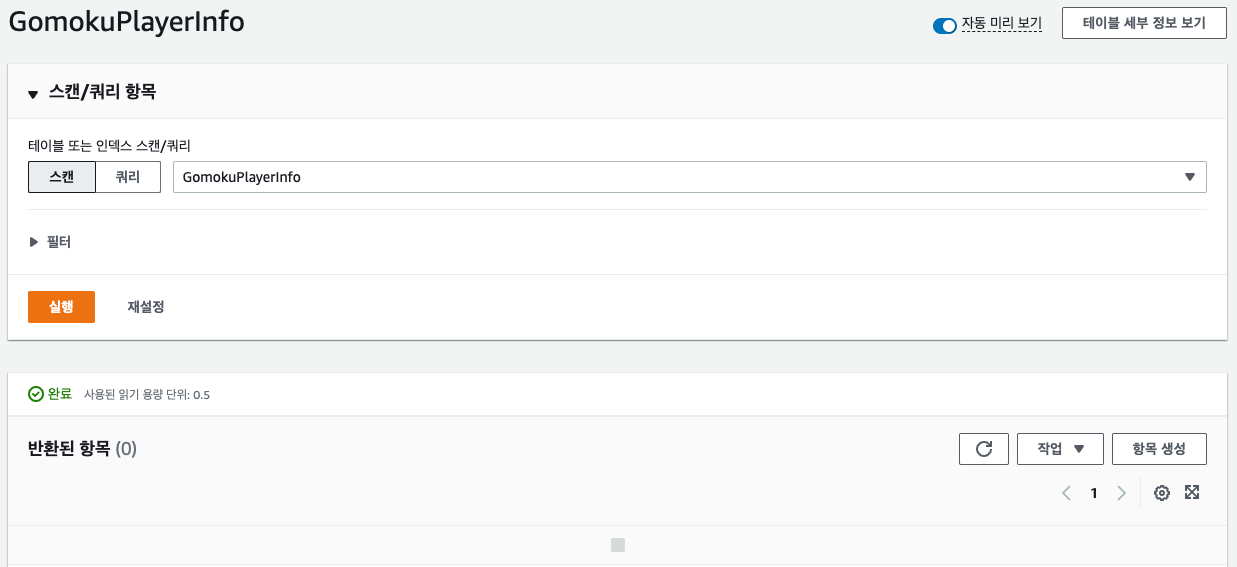 GomokuPlayerInfo
자동 미리 보기
테이블 세부 정보 보기
스캔/쿼리 항목
테이블 또는 인덱스 스캔/쿼리
스캔
쿼리
GomokuPlayerInfo
필터
실행
재설정
완료 사용된 읽기 용량 단위: 0.5
반환된 항목 (0)
작업
항목 생성
1